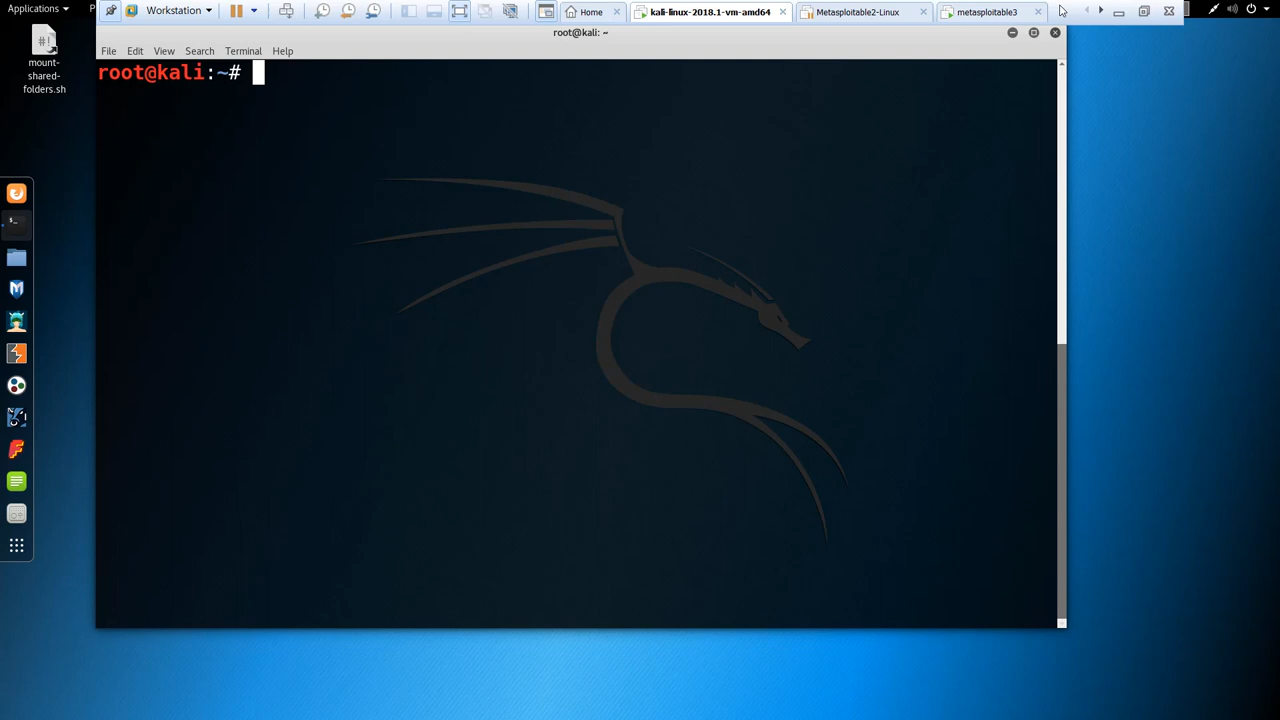 Applications
P
Workstation
Home
kali-linux-2018.1-vm-amd64
Metasploitable2-Linux
metasploitable3
root@kali: ~
File Edit View Search Terminal Help
root@kali:~#
#!
mount-
shared-
folders.sh
$_